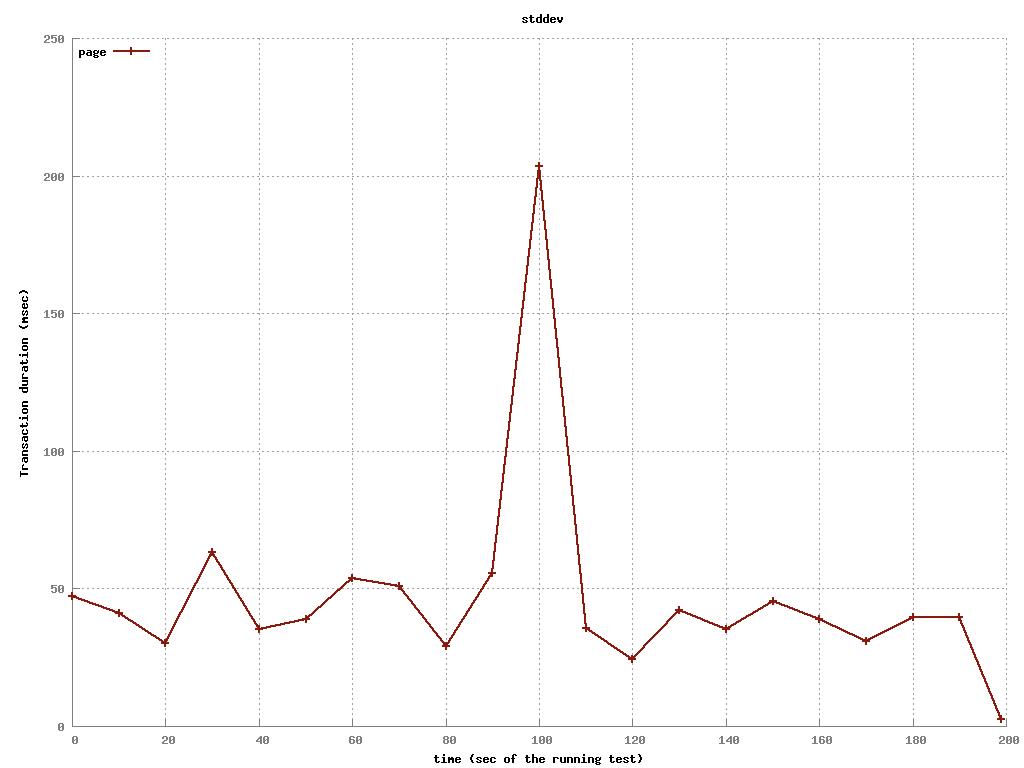 stddev
250
page
200
150
100
50
0
Transaction duration (msec)
0 20 40 60 80 100 120 140 160 180 200
time (sec of the running test)